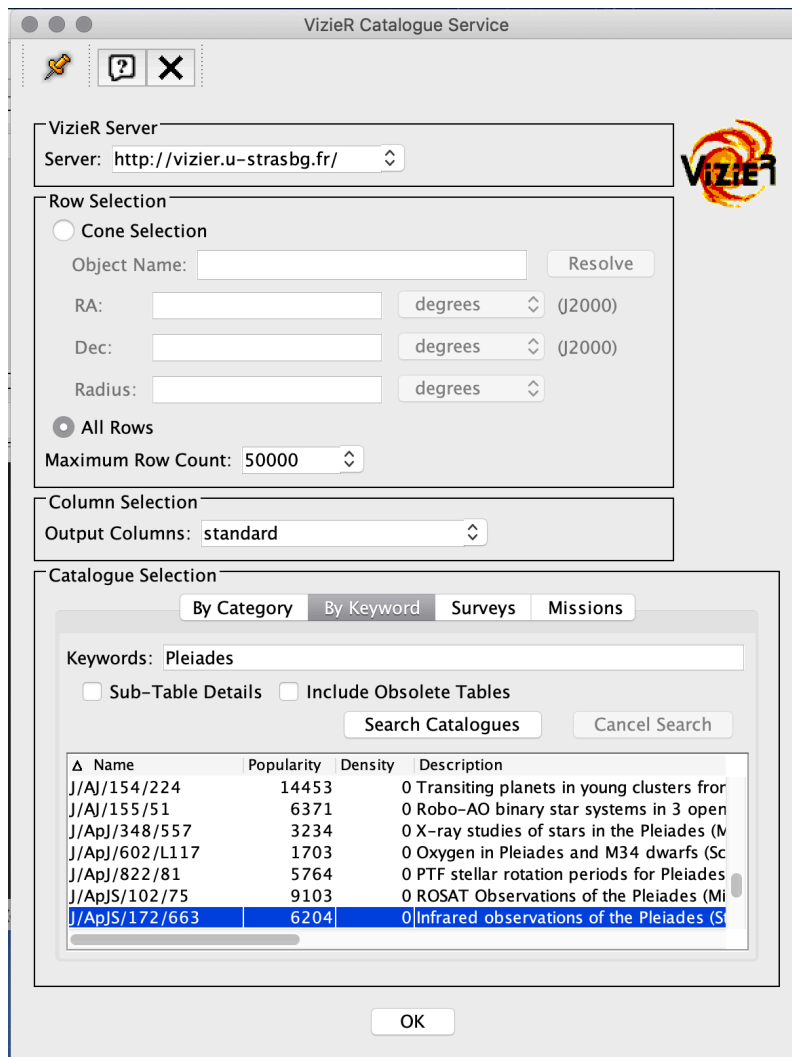 VizieR Catalogue Service
VizieR Server
Server: http://vizier.u-strasbg.fr/
VizieR
Row Selection
Cone Selection
Object Name: Resolve
RA: degrees (J2000)
Dec: degrees (J2000)
Radius: degrees
All Rows
Maximum Row Count: 50000
Column Selection
Output Columns: standard
Catalogue Selection
By Category By Keyword Surveys Missions
Keywords: Pleiades
Sub-Table Details Include Obsolete Tables
Search Catalogues Cancel Search
Δ Name Popularity Density Description
J/AJ/154/224 14453 0 Transiting planets in young clusters fror
J/AJ/155/51 6371 0 Robo-AO binary star systems in 3 open
J/ApJ/348/557 3234 0 X-ray studies of stars in the Pleiades (M
J/ApJ/602/L117 1703 0 Oxygen in Pleiades and M34 dwarfs (Sc
J/ApJ/822/81 5764 0 PTF stellar rotation periods for Pleiades
J/ApJS/102/75 9103 0 ROSAT Observations of the Pleiades (Mi
J/ApJS/172/663 6204 0 Infrared observations of the Pleiades (St
OK